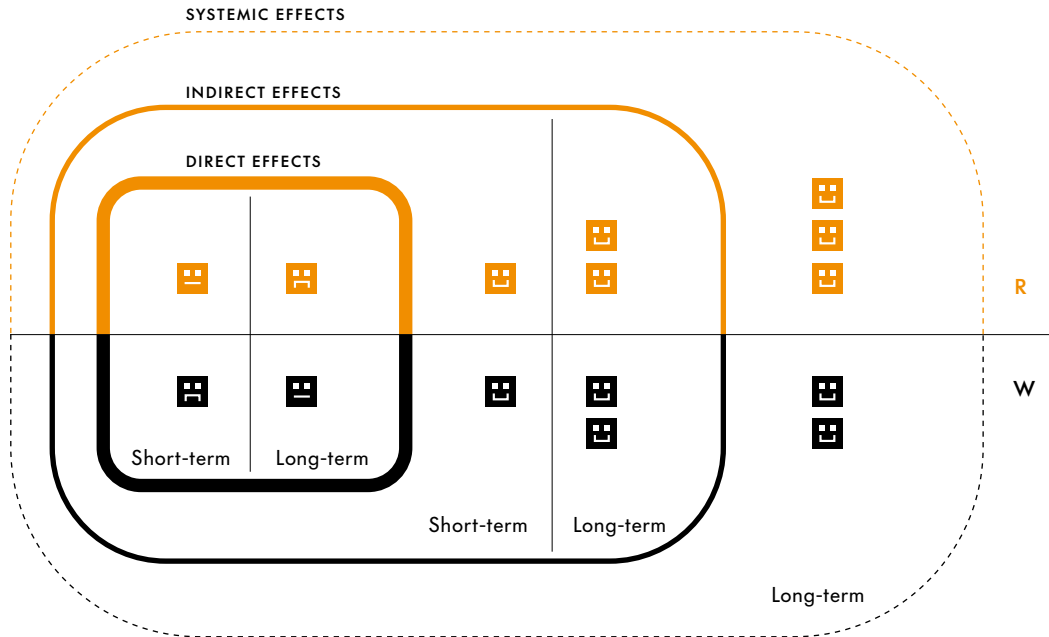 SYSTEMIC EFFECTS
INDIRECT EFFECTS
DIRECT EFFECTS
R
W
Short-term
Long-term
Short-term
Long-term
Long-term